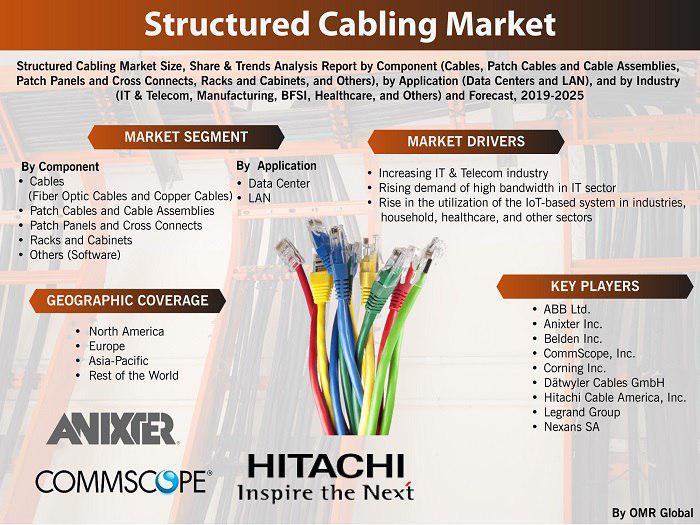 Structured Cabling Market
Structured Cabling Market Size, Share & Trends Analysis Report by Component (Cables, Patch Cables and Cable Assemblies,
Patch Panels and Cross Connects, Racks and Cabinets, and Others), by Application (Data Centers and LAN), and by Industry
(IT & Telecom, Manufacturing, BFSI, Healthcare, and Others) and Forecast, 2019-2025
MARKET SEGMENT
By Component
• Cables
(Fiber Optic Cables and Copper Cables)
• Patch Cables and Cable Assemblies
• Patch Panels and Cross Connects
• Racks and Cabinets
• Others (Software)
By Application
• Data Center
• LAN
MARKET DRIVERS
• Increasing IT & Telecom industry
• Rising demand of high bandwidth in IT sector
• Rise in the utilization of the IoT-based system in industries,
household, healthcare, and other sectors
GEOGRAPHIC COVERAGE
• North America
• Europe
• Asia-Pacific
• Rest of the World
KEY PLAYERS
• ABB Ltd.
• Anixter Inc.
• Belden Inc.
• CommScope, Inc.
• Corning Inc.
• Dätwyler Cables GmbH
• Hitachi Cable America, Inc.
• Legrand Group
• Nexans SA
ANIXTER®
COMMSCOPE®
HITACHI
Inspire the Next
By OMR Global